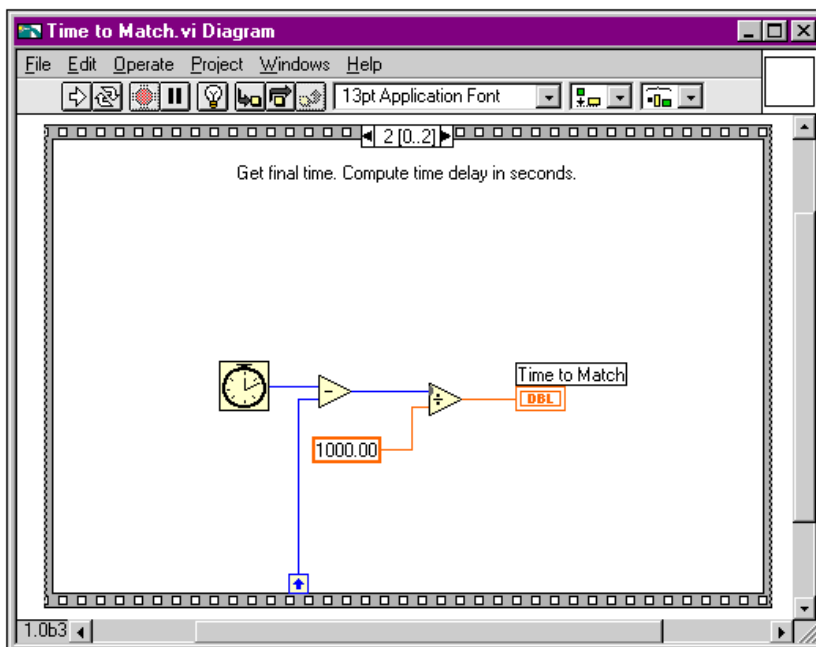 Time to Match.vi Diagram
File Edit Operate Project Windows Help
13pt Application Font
2 [0..2]
Get final time. Compute time delay in seconds.
Time to Match
DBL
1000.00
1.0b3